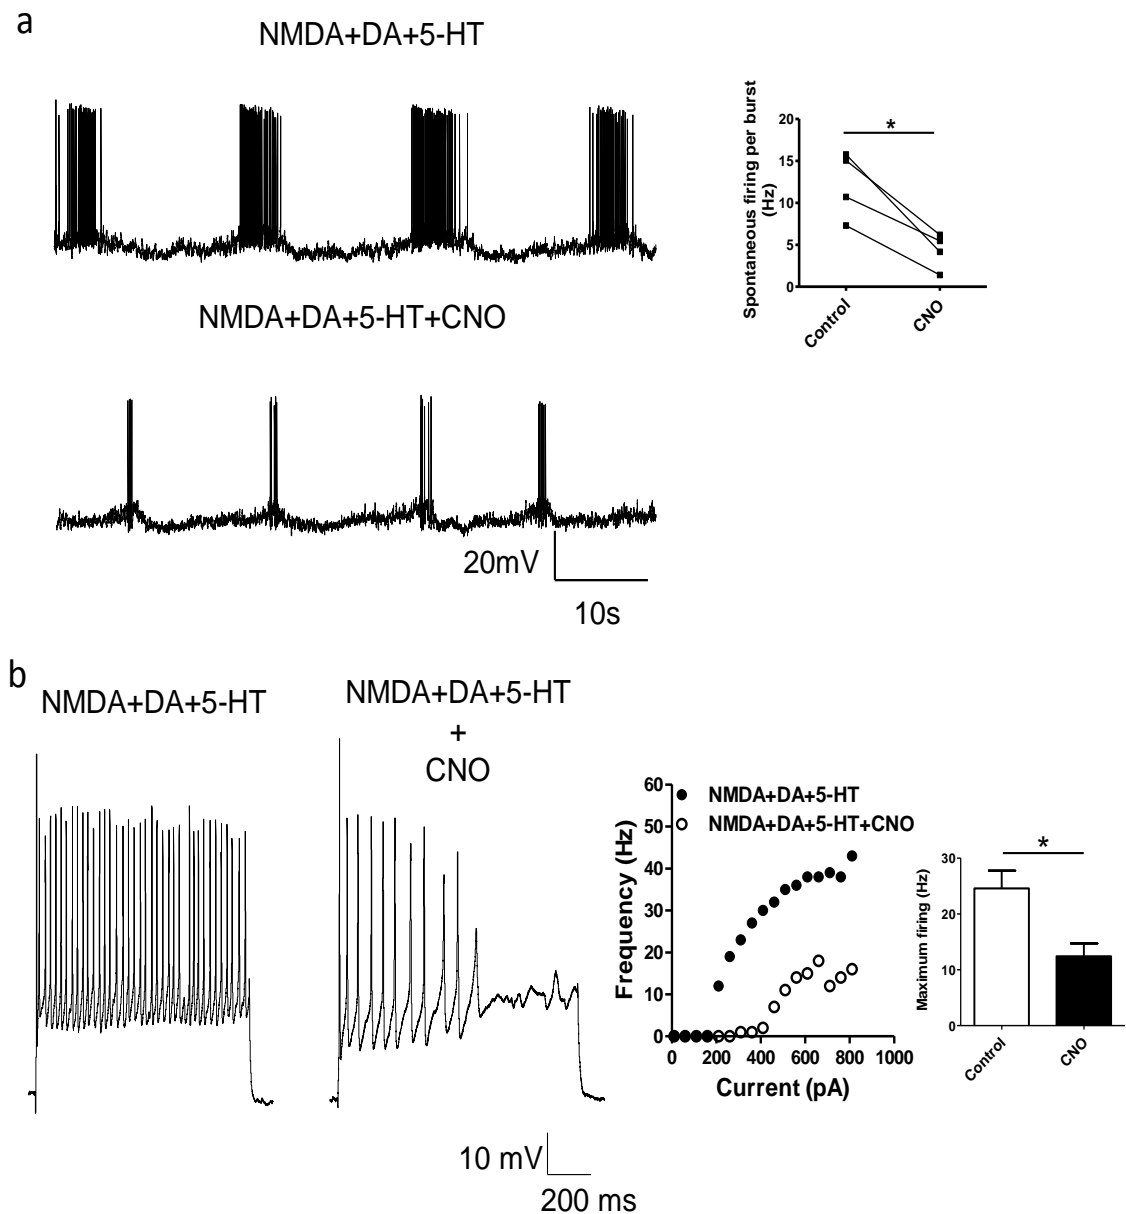 a
NMDA+DA+5-HT
20
15
10
5
0
Spontaneous firing per burst
(Hz)
*
Control
CNO
NMDA+DA+5-HT+CNO
20mV
10s
b
NMDA+DA+5-HT
NMDA+DA+5-HT
+
CNO
10 mV
200 ms
60
50
40
30
20
10
0
Frequency (Hz)
NMDA+DA+5-HT
NMDA+DA+5-HT+CNO
0 200 400 600 800 1000
Current (pA)
30
20
10
0
Maximum firing (Hz)
*
Control
CNO